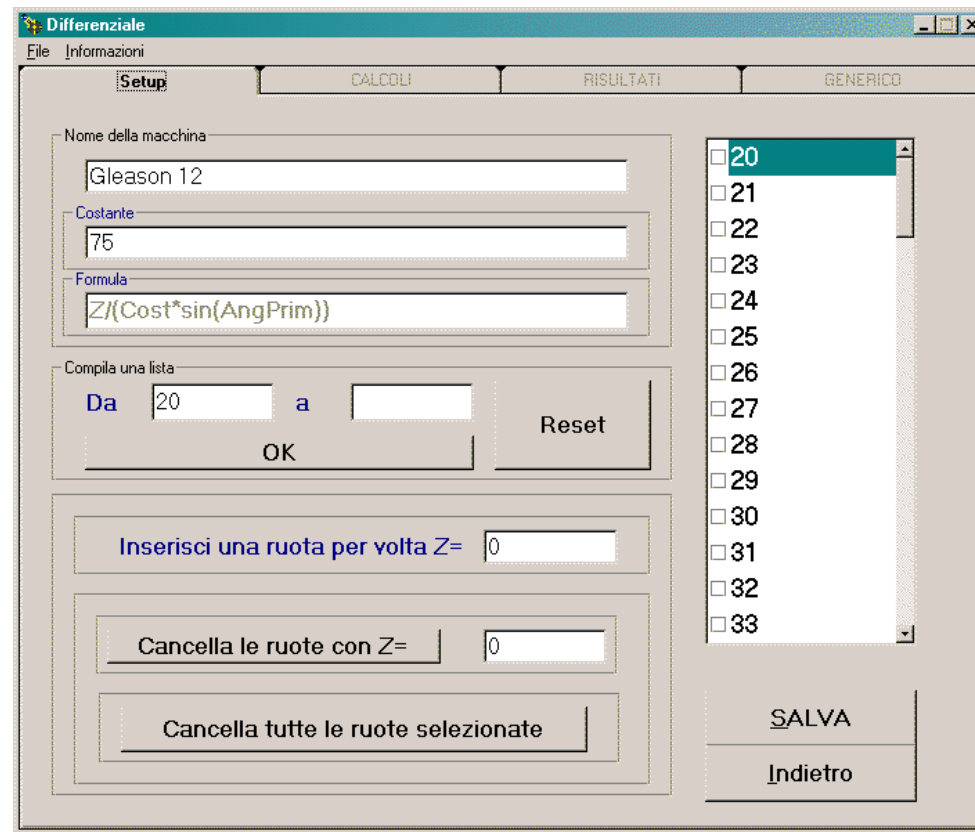 Differenziale
File Informazioni
Setup CALCOLI RISULTATI GENERICO
Nome della macchina
Gleason 12
Costante
75
Formula
Z/(Cost*sin(AngPrim))
Compila una lista
Da 20 a
OK
Reset
Inserisci una ruota per volta Z= 0
Cancella le ruote con Z= 0
Cancella tutte le ruote selezionate
20
21
22
23
24
25
26
27
28
29
30
31
32
33
SALVA
Indietro